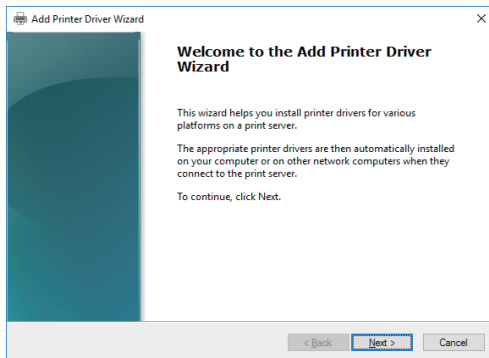 Add Printer Driver Wizard
Welcome to the Add Printer Driver
Wizard
This wizard helps you install printer drivers for various
platforms on a print server.
The appropriate printer drivers are then automatically installed
on your computer or on other network computers when they
connect to the print server.
To continue, click Next.
< Back Next > Cancel